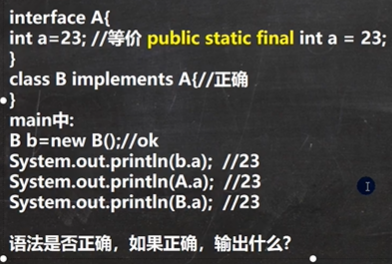 interface A{
int a=23; //等价 public static final int a = 23;
}
class B implements A{//正确
}
main中:
B b=new B();//ok
System.out.println(b.a);  //23
System.out.println(A.a);  //23
System.out.println(B.a);  //23
语法是否正确，如果正确，输出什么?